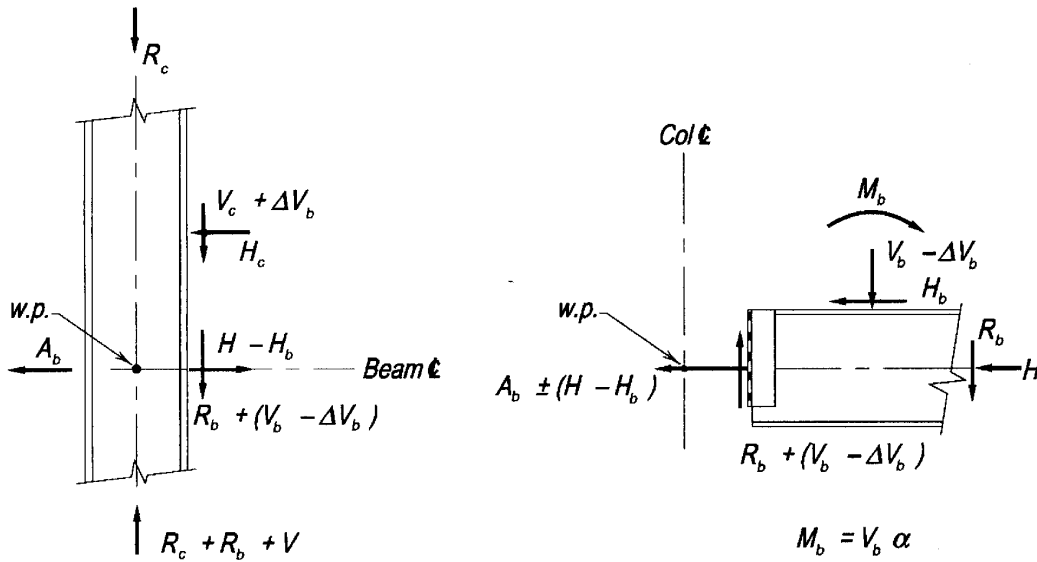 R_c
V_c + ΔV_b
H_c
w.p.
A_b
H - H_b
Beam ℄
R_b + (V_b - ΔV_b)
R_c + R_b + V
Col ℄
M_b
V_b - ΔV_b
H_b
w.p.
R_b
H
A_b ± (H - H_b)
R_b + (V_b - ΔV_b)
M_b = V_b α